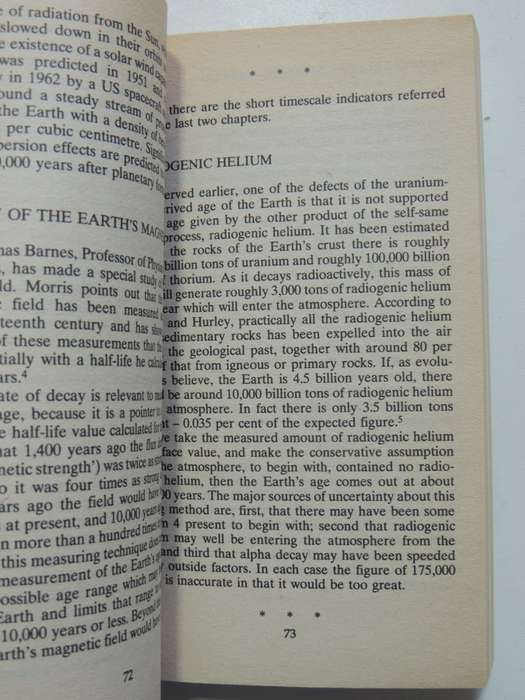 e of radiation from the Sun,
slowed down in their orbits
e existence of a solar wind
was predicted in 1951 and
y in 1962 by a US spacecraft
ound a steady stream of
the Earth with a density of
per cubic centimetre.
persion effects are predicted
0,000 years after planetary
Y OF THE EARTH'S
nas Barnes, Professor of
s, has made a special study of
ld. Morris points out that
c field has been measured
teenth century and has
of these measurements that
tially with a half-life he
ars.4
ate of decay is relevant to
age, because it is a pointer to
e half-life value calculated for
hat 1,400 years ago the flux
netic strength') was twice as
o it was four times as strong
ars ago the field would have
s at present, and 10,000 years
n more than a hundred times
this measuring technique does
measurement of the Earth's
ossible age range which
Earth and limits that range to
10,000 years or less. Beyond
arth's magnetic field would have
72
* * *
there are the short timescale indicators referred
e last two chapters.
OGENIC HELIUM
erved earlier, one of the defects of the uranium-
rived age of the Earth is that it is not supported
age given by the other product of the self-same
process, radiogenic helium. It has been estimated
the rocks of the Earth's crust there is roughly
billion tons of uranium and roughly 100,000 billion
f thorium. As it decays radioactively, this mass of
ill generate roughly 3,000 tons of radiogenic helium
ear which will enter the atmosphere. According to
and Hurley, practically all the radiogenic helium
edimentary rocks has been expelled into the air
the geological past, together with around 80 per
f that from igneous or primary rocks. If, as evolu-
s believe, the Earth is 4.5 billion years old, there
be around 10,000 billion tons of radiogenic helium
atmosphere. In fact there is only 3.5 billion tons
at – 0.035 per cent of the expected figure.5
e take the measured amount of radiogenic helium
face value, and make the conservative assumption
he atmosphere, to begin with, contained no radio-
helium, then the Earth's age comes out at about
00 years. The major sources of uncertainty about this
g method are, first, that there may have been some
m 4 present to begin with; second that radiogenic
m may well be entering the atmosphere from the
and third that alpha decay may have been speeded
outside factors. In each case the figure of 175,000
is inaccurate in that it would be too great.
* * *
73